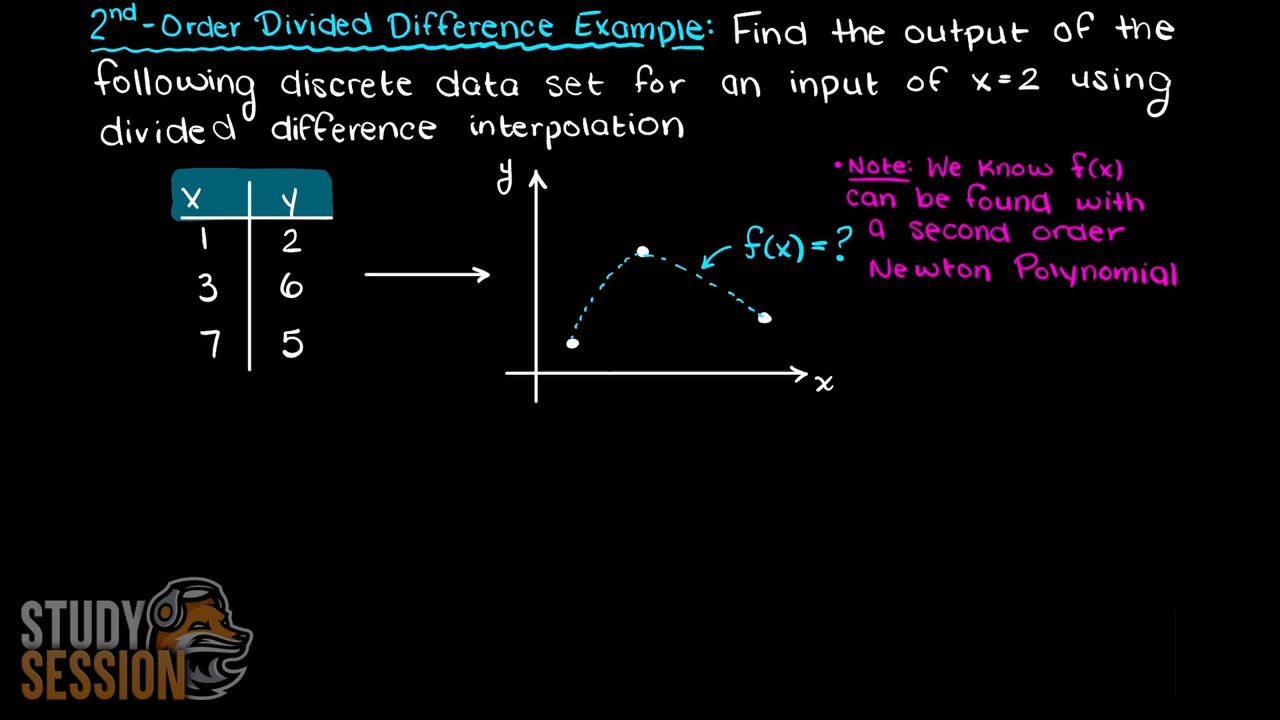 2nd-Order Divided Difference Example: Find the output of the
following discrete data set for an input of x=2 using
divided difference interpolation
x y
1 2
3 6
7 5
y
f(x)=?
x
• Note: We know f(x)
can be found with
a second order
Newton Polynomial
STUDY
SESSION